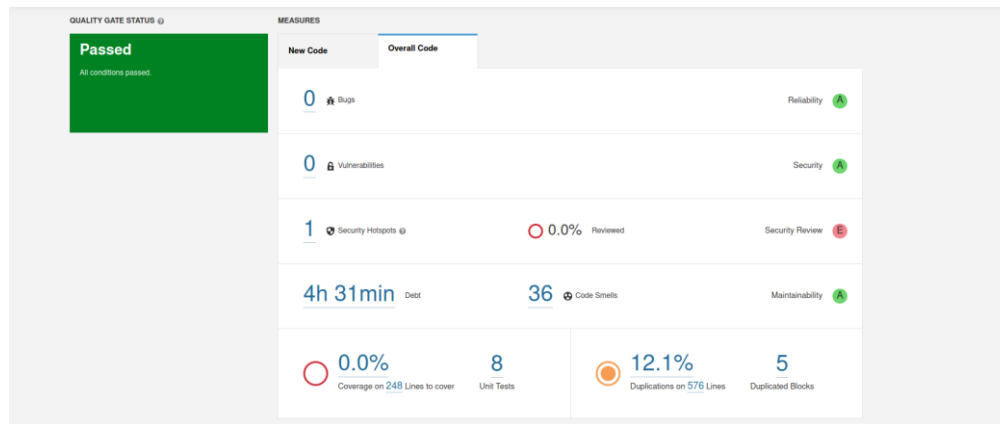 QUALITY GATE STATUS
MEASURES
Passed
All conditions passed.
New Code
Overall Code
0 Bugs
Reliability A
0 Vulnerabilities
Security A
1 Security Hotspots
0.0% Reviewed
Security Review E
4h 31min Debt
36 Code Smells
Maintainability A
0.0%
Coverage on 248 Lines to cover
8
Unit Tests
12.1%
Duplications on 576 Lines
5
Duplicated Blocks